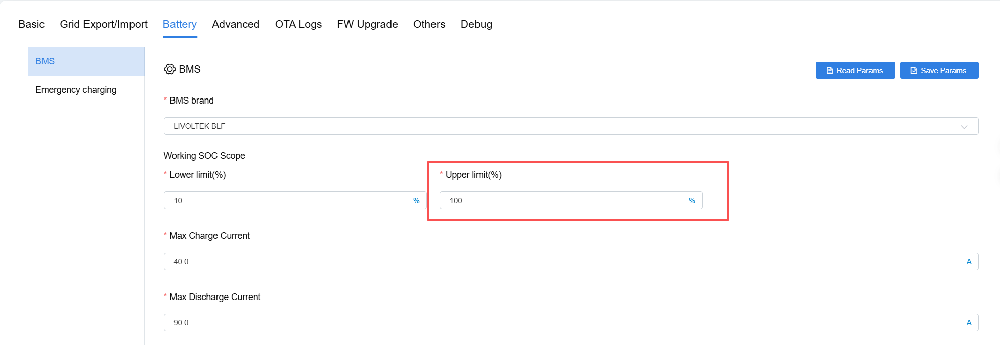 Basic Grid Export/Import Battery Advanced OTA Logs FW Upgrade Others Debug
BMS
Emergency charging
BMS
Read Params. Save Params.
* BMS brand
LIVOLTEK BLF
Working SOC Scope
* Lower limit(%) * Upper limit(%)
10 % 100 %
* Max Charge Current
40.0 A
* Max Discharge Current
90.0 A